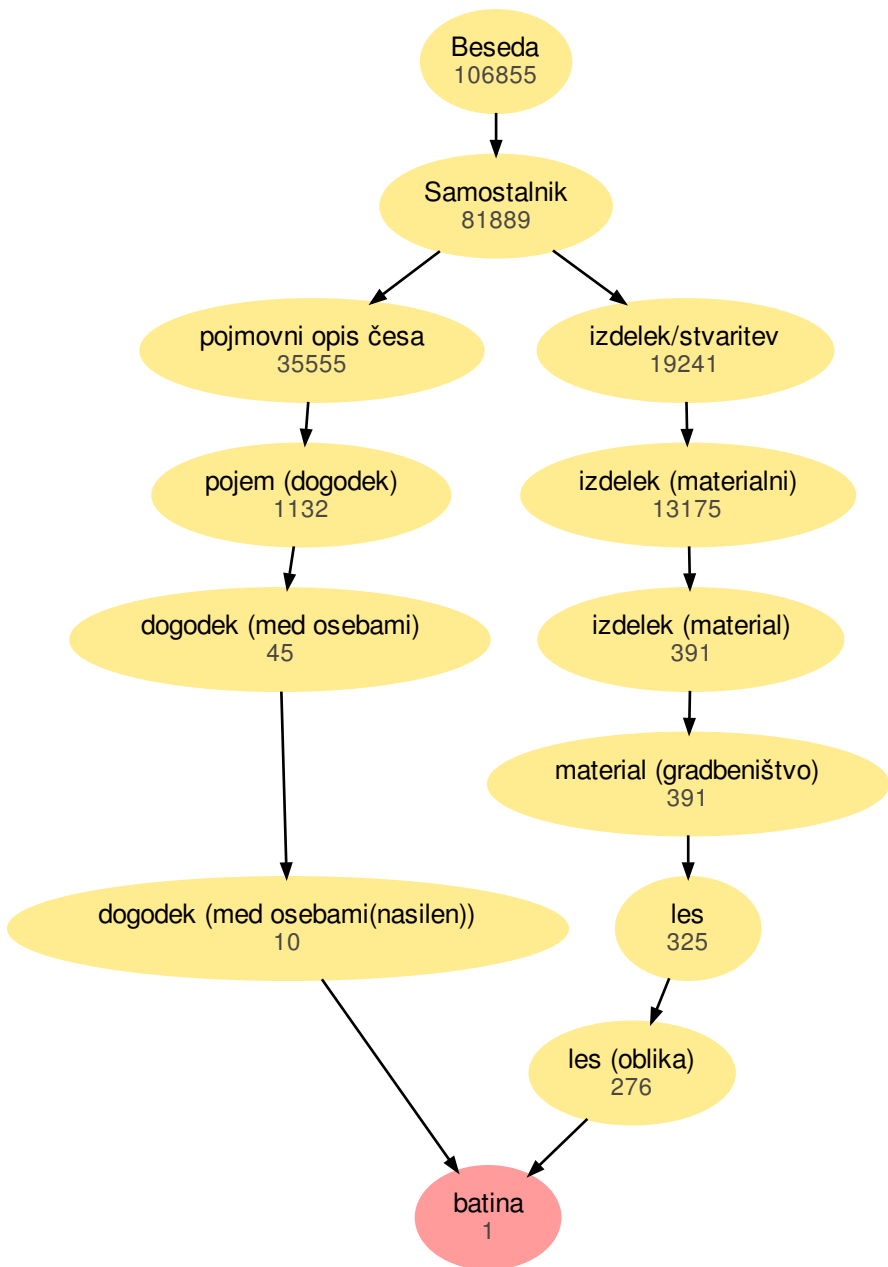 Beseda
106855
Samostalnik
81889
pojmovni opis česa
35555
izdelek/stvaritev
19241
pojem (dogodek)
1132
izdelek (materialni)
13175
dogodek (med osebami)
45
izdelek (material)
391
material (gradbeništvo)
391
dogodek (med osebami(nasilen))
10
les
325
les (oblika)
276
batina
1